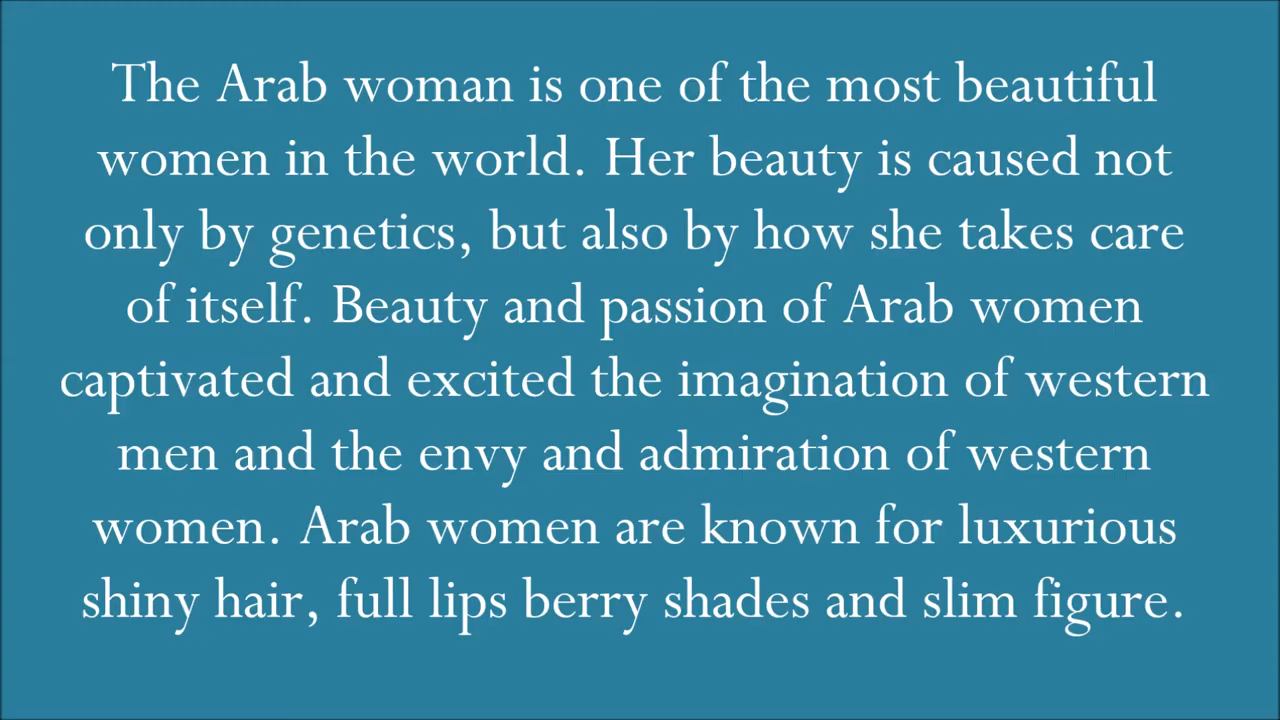 The Arab woman is one of the most beautiful
women in the world. Her beauty is caused not
only by genetics, but also by how she takes care
of itself. Beauty and passion of Arab women
captivated and excited the imagination of western
men and the envy and admiration of western
women. Arab women are known for luxurious
shiny hair, full lips berry shades and slim figure.